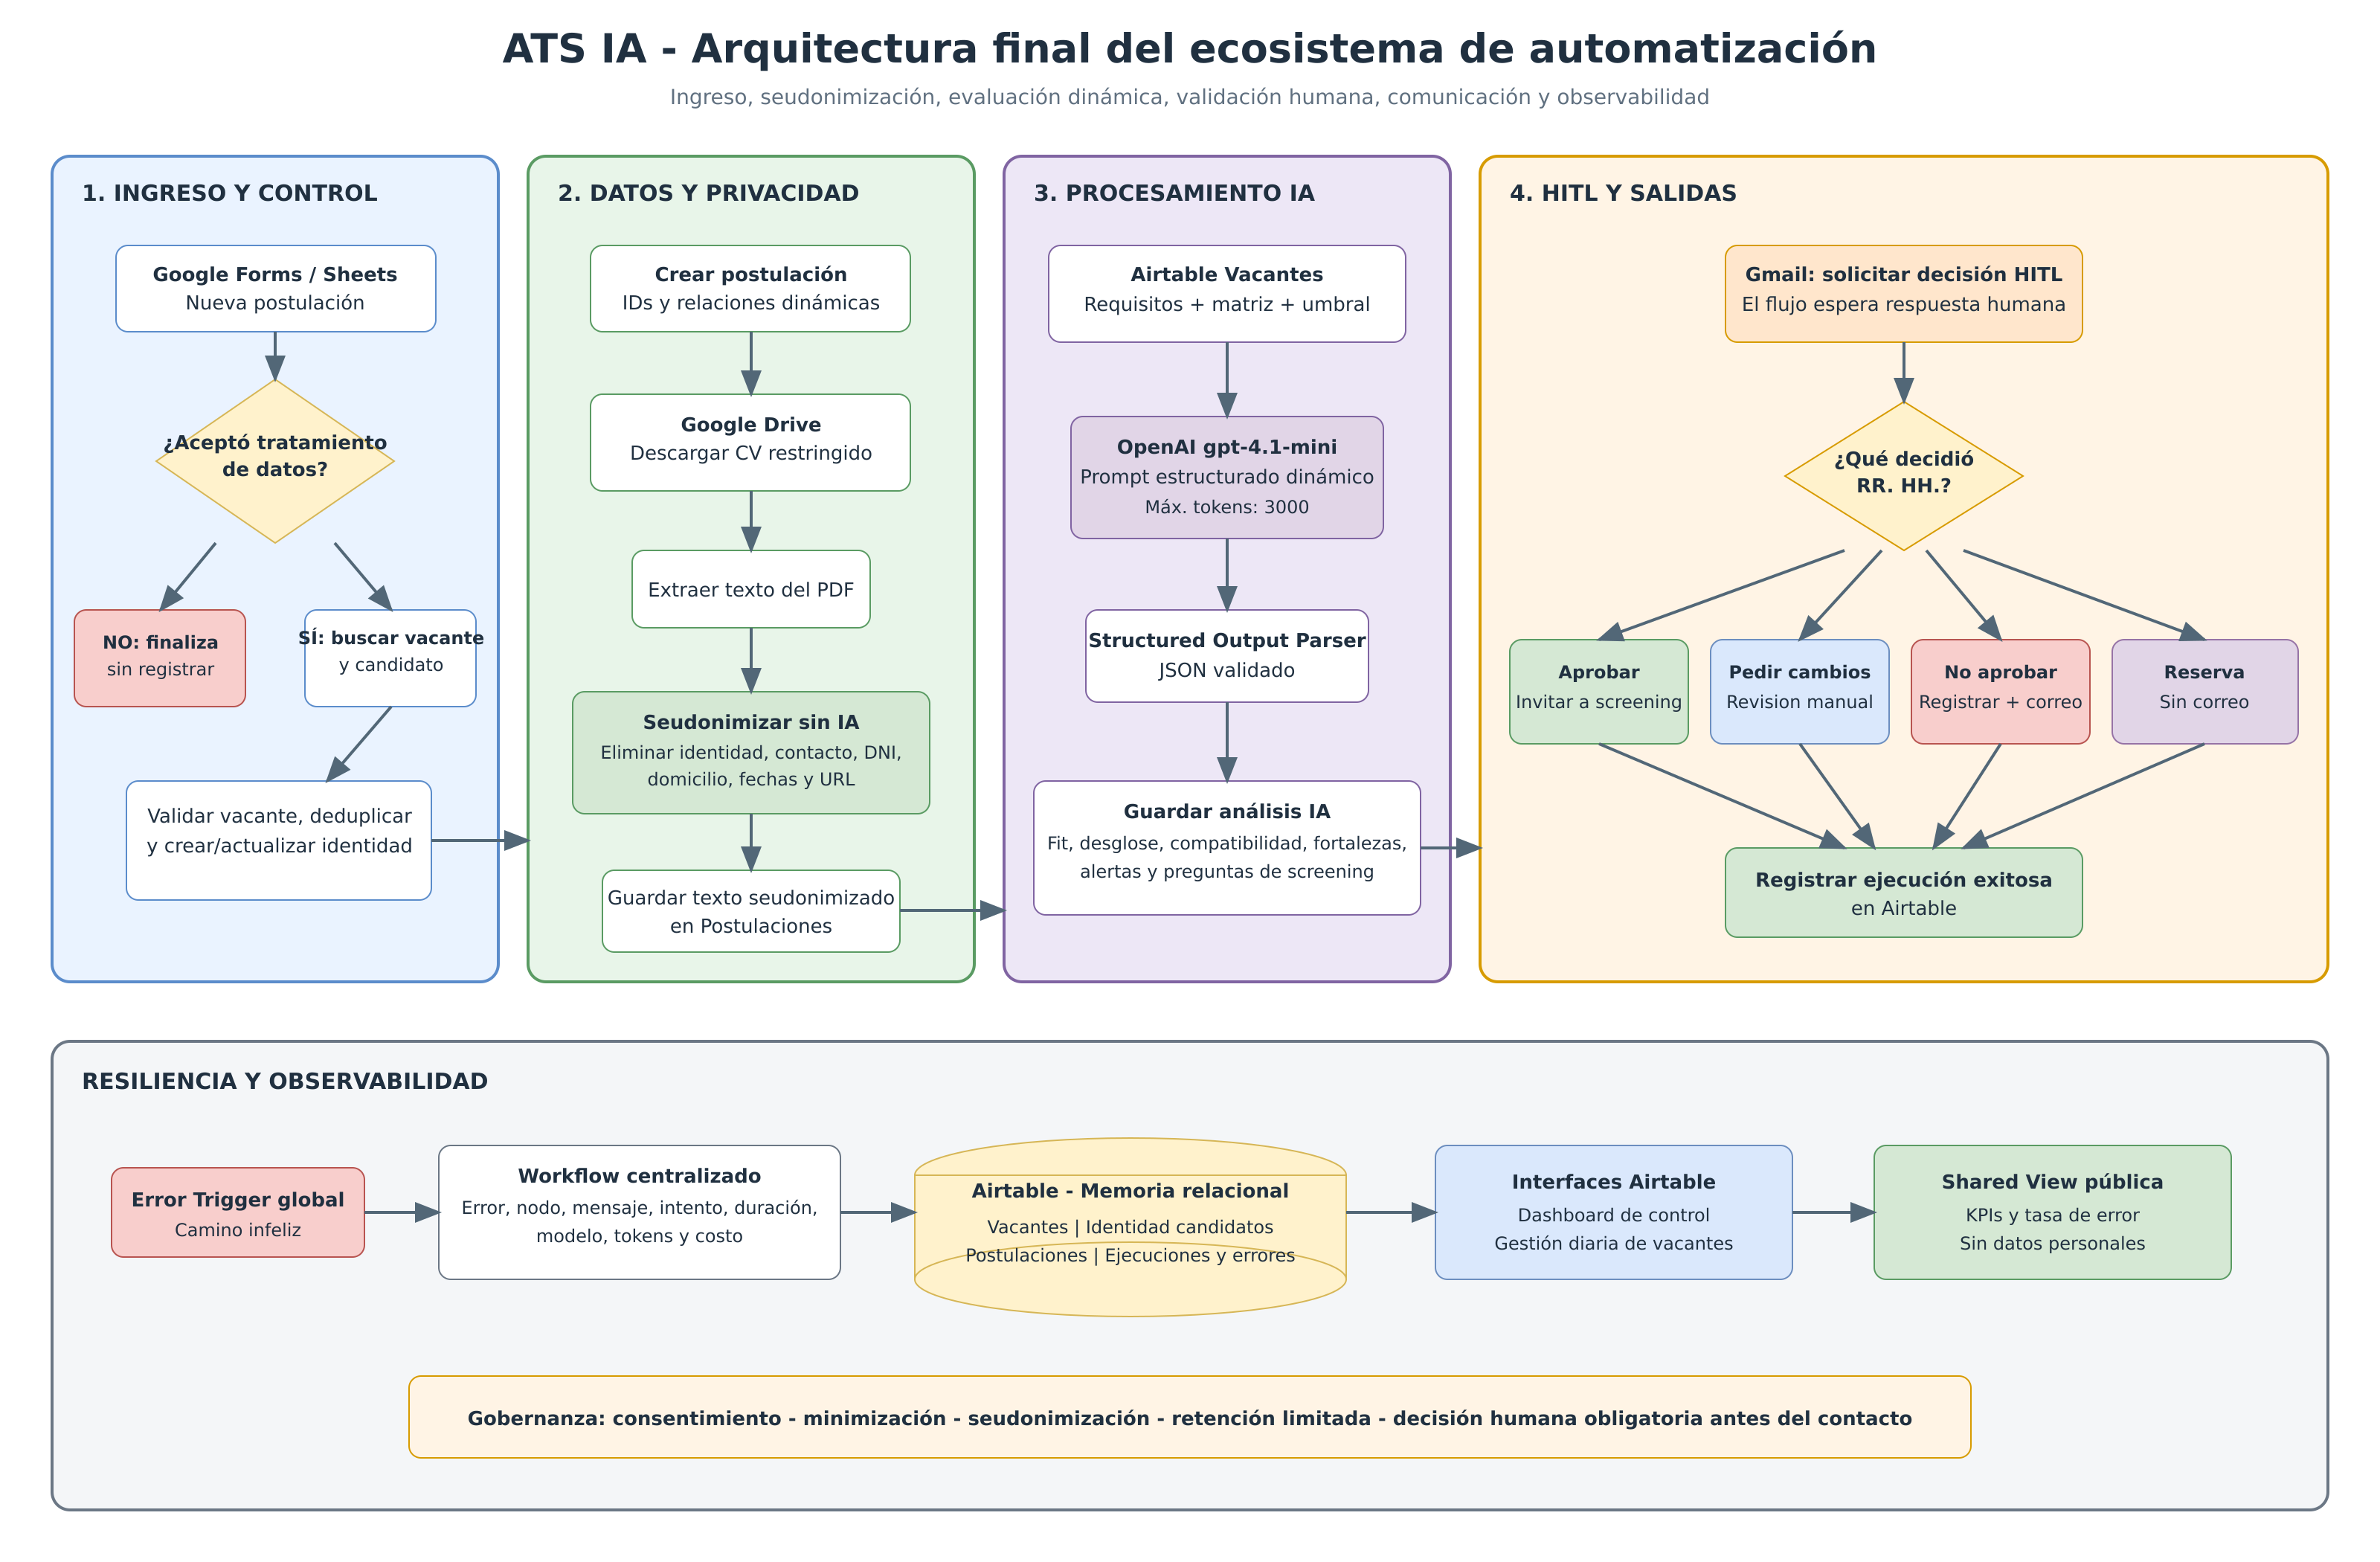 ATS IA - Arquitectura final del ecosistema de automatización
Ingreso, seudonimización, evaluación dinámica, validación humana, comunicación y observabilidad
1. INGRESO Y CONTROL
Google Forms / Sheets
Nueva postulación
¿Aceptó tratamiento
de datos?
NO: finaliza
sin registrar
SÍ: buscar vacante
y candidato
Validar vacante, deduplicar
y crear/actualizar identidad
2. DATOS Y PRIVACIDAD
Crear postulación
IDs y relaciones dinámicas
Google Drive
Descargar CV restringido
Extraer texto del PDF
Seudonimizar sin IA
Eliminar identidad, contacto, DNI,
domicilio, fechas y URL
Guardar texto seudonimizado
en Postulaciones
3. PROCESAMIENTO IA
Airtable Vacantes
Requisitos + matriz + umbral
OpenAI gpt-4.1-mini
Prompt estructurado dinámico
Máx. tokens: 3000
Structured Output Parser
JSON validado
Guardar análisis IA
Fit, desglose, compatibilidad, fortalezas,
alertas y preguntas de screening
4. HITL Y SALIDAS
Gmail: solicitar decisión HITL
El flujo espera respuesta humana
¿Qué decidió
RR. HH.?
Aprobar
Invitar a screening
Pedir cambios
Revision manual
No aprobar
Registrar + correo
Reserva
Sin correo
Registrar ejecución exitosa
en Airtable
RESILIENCIA Y OBSERVABILIDAD
Error Trigger global
Camino infeliz
Workflow centralizado
Error, nodo, mensaje, intento, duración,
modelo, tokens y costo
Airtable - Memoria relacional
Vacantes | Identidad candidatos
Postulaciones | Ejecuciones y errores
Interfaces Airtable
Dashboard de control
Gestión diaria de vacantes
Shared View pública
KPIs y tasa de error
Sin datos personales
Gobernanza: consentimiento - minimización - seudonimización - retención limitada - decisión humana obligatoria antes del contacto